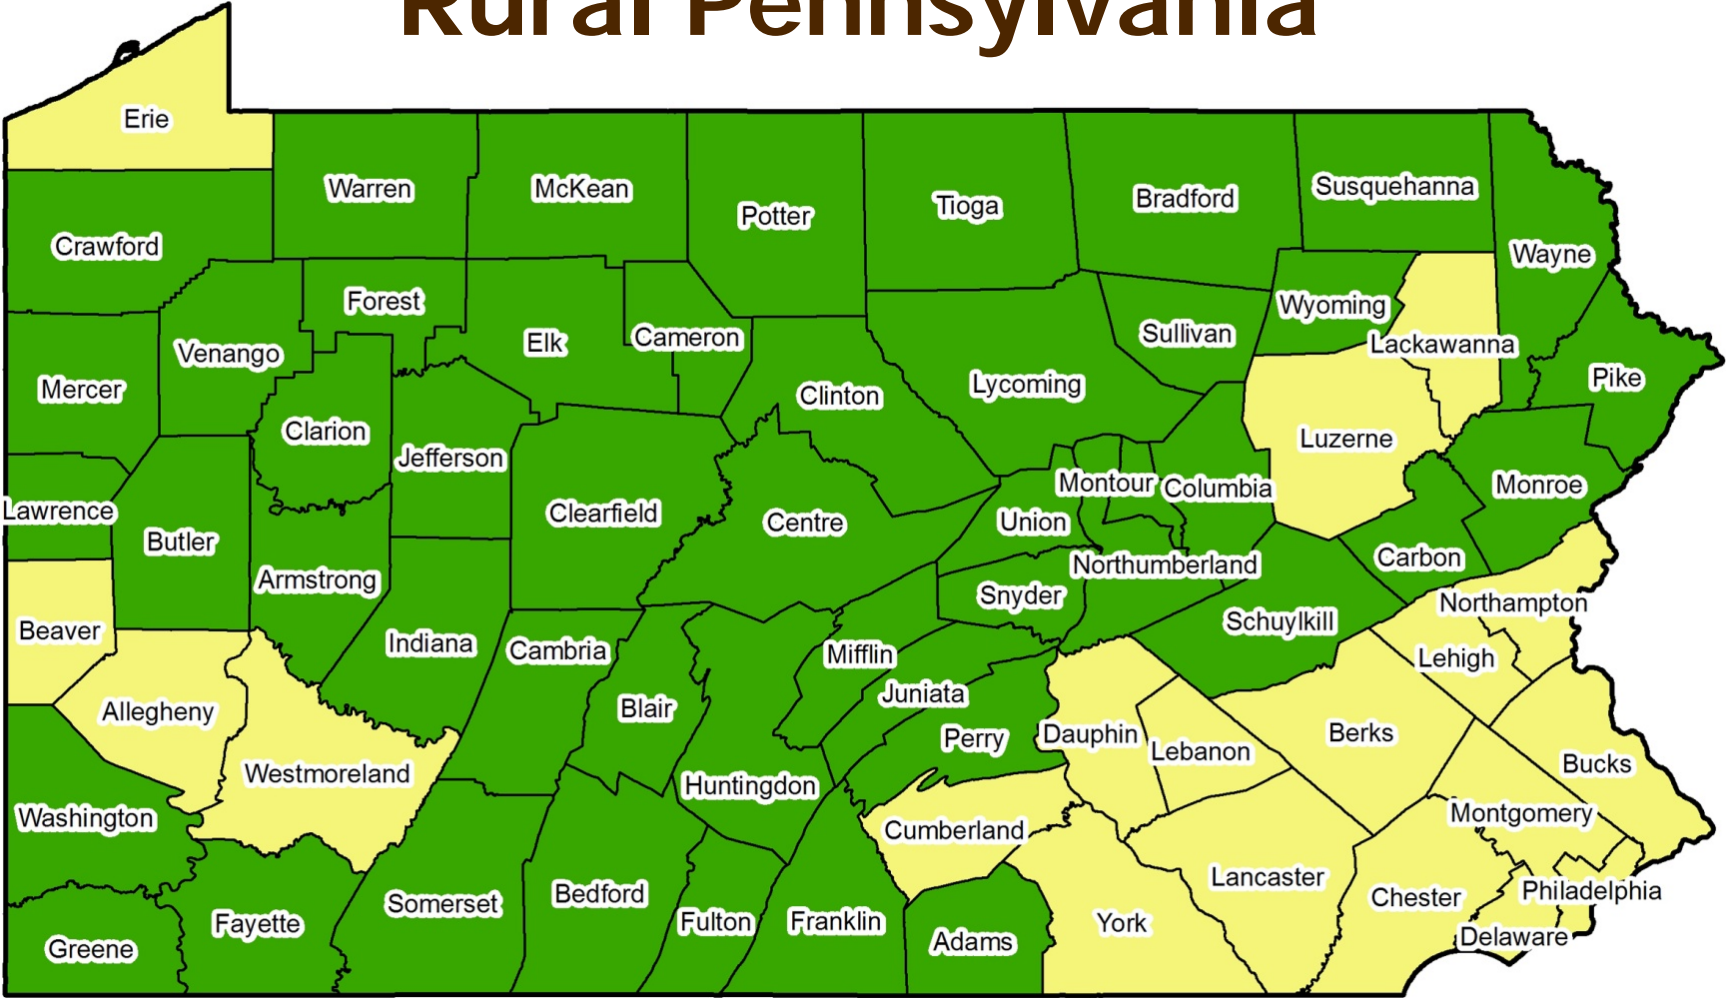 Rural Pennsylvania
Erie
Warren
McKean
Potter
Tioga
Bradford
Susquehanna
Wayne
Crawford
Forest
Venango
Elk
Cameron
Sullivan
Wyoming
Lackawanna
Pike
Mercer
Clarion
Jefferson
Clinton
Lycoming
Luzerne
Monroe
Lawrence
Butler
Armstrong
Clearfield
Centre
Union
Montour
Columbia
Northumberland
Snyder
Carbon
Schuylkill
Northampton
Lehigh
Beaver
Indiana
Cambria
Blair
Mifflin
Juniata
Perry
Dauphin
Lebanon
Berks
Bucks
Allegheny
Westmoreland
Huntingdon
Cumberland
Montgomery
Washington
Greene
Fayette
Somerset
Bedford
Fulton
Franklin
Adams
York
Lancaster
Chester
Philadelphia
Delaware